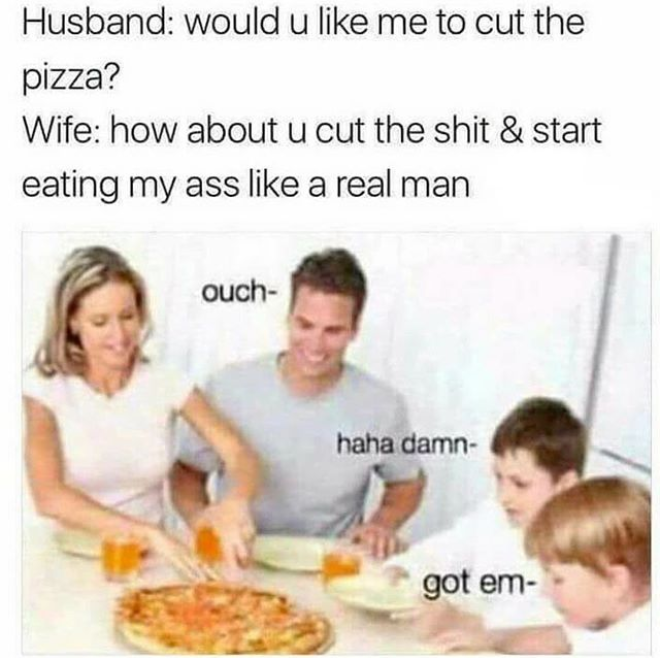 Husband: would u like me to cut the
pizza?
Wife: how about u cut the shit & start
eating my ass like a real man
ouch-
haha damn-
got em-